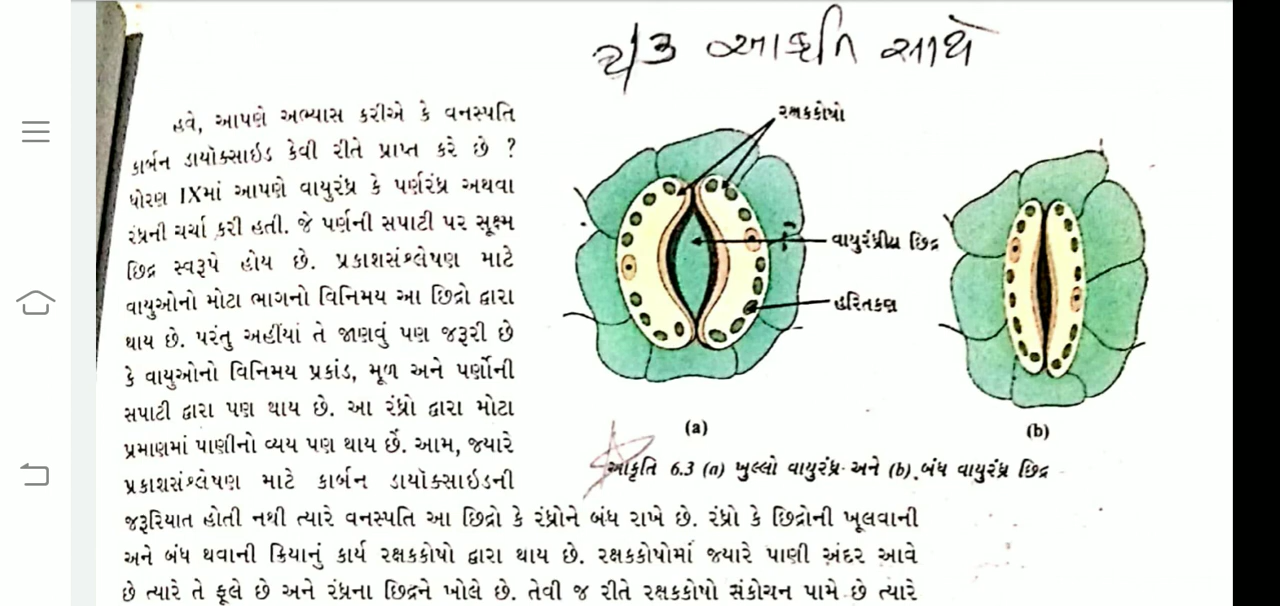 ૨/૩ આકૃતિ સાથે
હવે, આપણે અભ્યાસ કરીએ કે વનસ્પતિ
કાર્બન ડાયૉક્સાઇડ કેવી રીતે પ્રાપ્ત કરે છે ?
ધોરણ IXમાં આપણે વાયુરંધ્ર કે પર્ણરંધ્ર અથવા
રંધ્રની ચર્ચા કરી હતી. જે પર્ણની સપાટી પર સૂક્ષ્મ
છિદ્ર સ્વરૂપે હોય છે. પ્રકાશસંશ્લેષણ માટે
વાયુઓનો મોટા ભાગનો વિનિમય આ છિદ્રો દ્વારા
થાય છે. પરંતુ અહીંયાં તે જાણવું પણ જરૂરી છે
કે વાયુઓનો વિનિમય પ્રકાંડ, મૂળ અને પર્ણોની
સપાટી દ્વારા પણ થાય છે. આ રંધ્રો દ્વારા મોટા
પ્રમાણમાં પાણીનો વ્યય પણ થાય છે. આમ, જ્યારે
પ્રકાશસંશ્લેષણ માટે કાર્બન ડાયૉક્સાઇડની
રક્ષકકોષો
વાયુરંધ્રીય છિદ્ર
હરિતકણ
(a)
(b)
આકૃતિ 6.3 (a) ખુલ્લો વાયુરંધ્ર અને (b) બંધ વાયુરંધ્ર છિદ્ર
જરૂરિયાત હોતી નથી ત્યારે વનસ્પતિ આ છિદ્રો કે રંધ્રોને બંધ રાખે છે. રંધ્રો કે છિદ્રોની ખૂલવાની
અને બંધ થવાની ક્રિયાનું કાર્ય રક્ષકકોષો દ્વારા થાય છે. રક્ષકકોષોમાં જ્યારે પાણી અંદર આવે
છે ત્યારે તે ફૂલે છે અને રંધ્રના છિદ્રને ખોલે છે. તેવી જ રીતે રક્ષકકોષો સંકોચન પામે છે ત્યારે